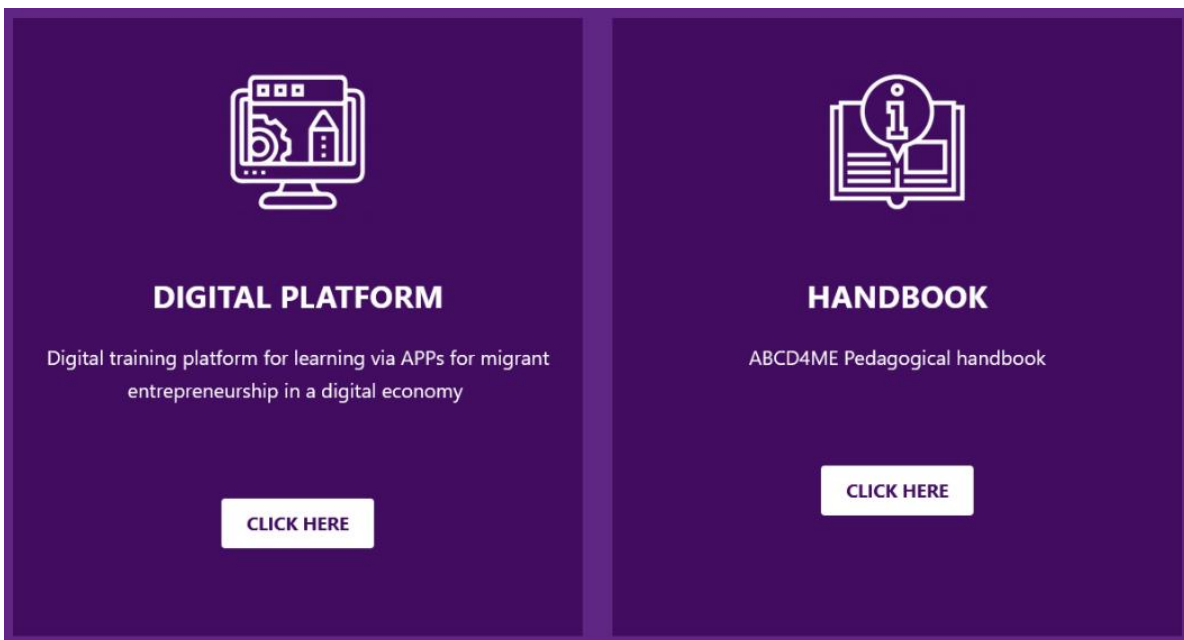 DIGITAL PLATFORM
Digital training platform for learning via APPs for migrant
entrepreneurship in a digital economy
CLICK HERE
HANDBOOK
ABCD4ME Pedagogical handbook
CLICK HERE